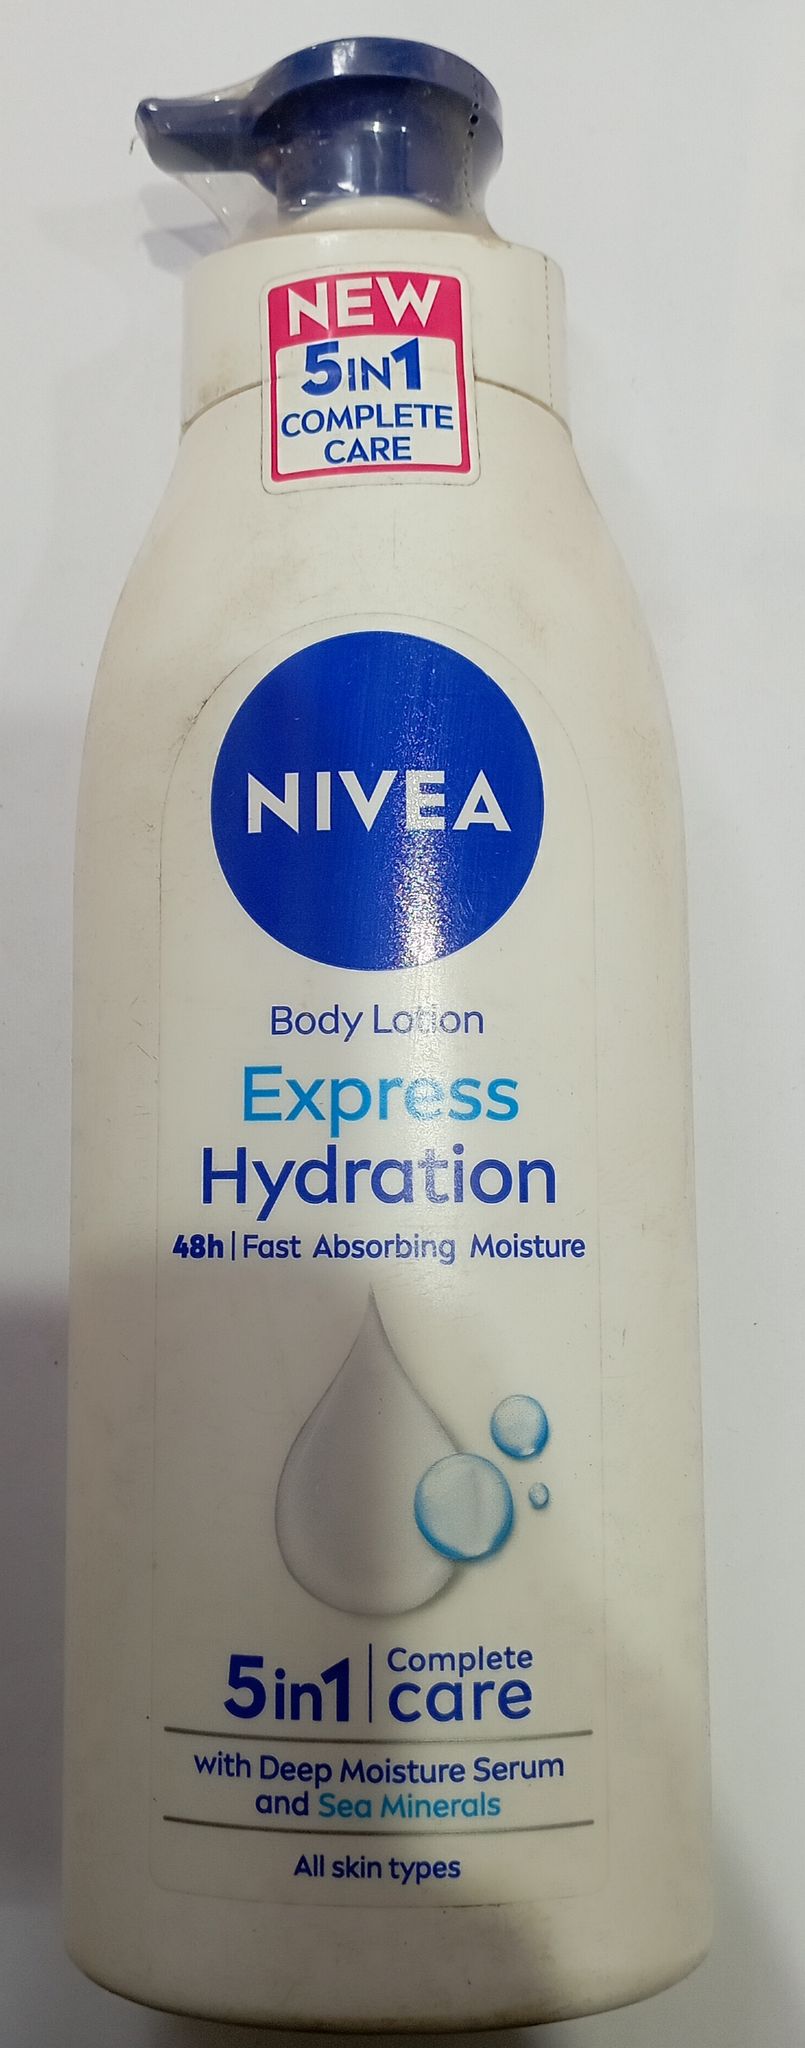 NEW
5IN1
COMPLETE
CARE
NIVEA
Body Lotion
Express
Hydration
48h | Fast Absorbing Moisture
5in1 | Complete
care
with Deep Moisture Serum
and Sea Minerals
All skin types